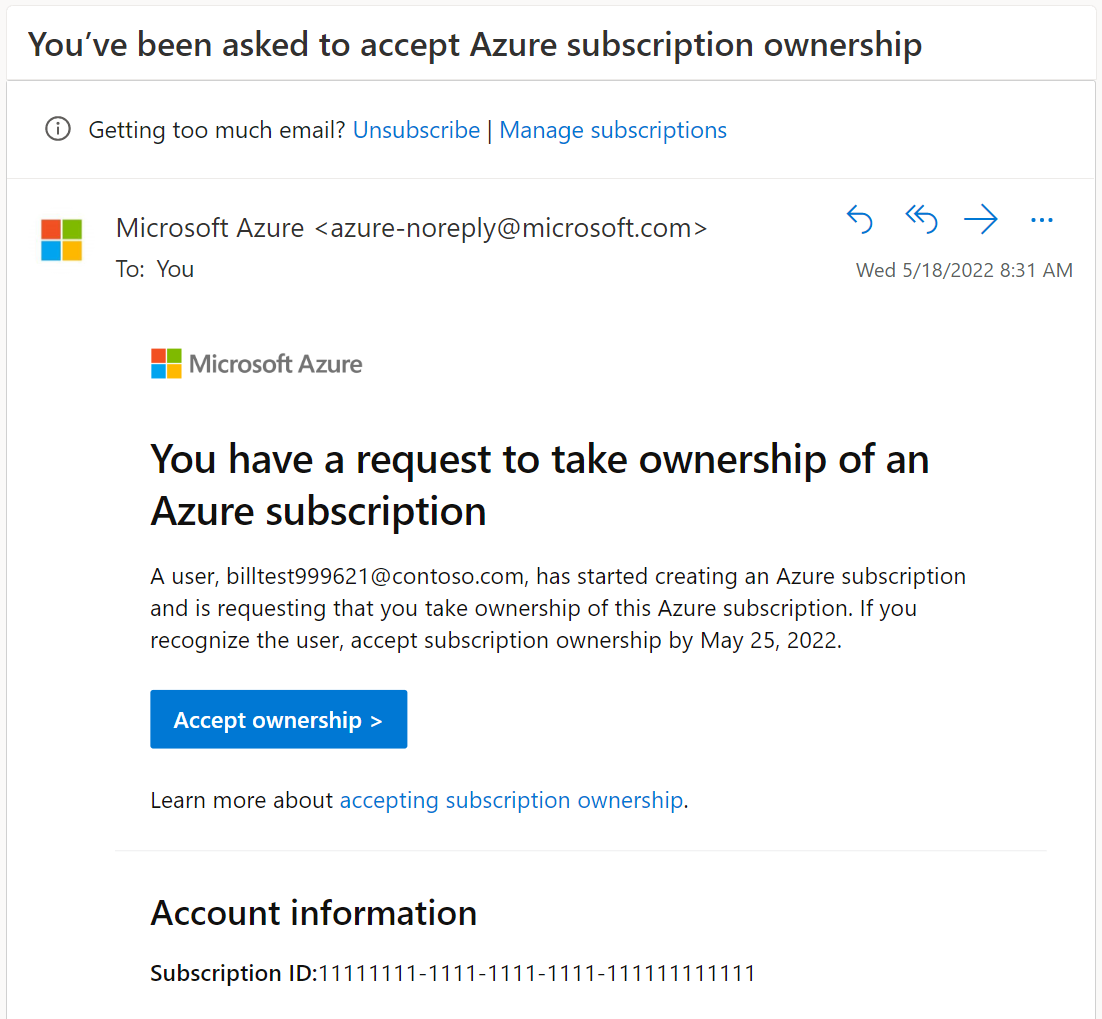 You’ve been asked to accept Azure subscription ownership
Getting too much email? Unsubscribe | Manage subscriptions
Microsoft Azure <azure-noreply@microsoft.com>
To: You
Wed 5/18/2022 8:31 AM
Microsoft Azure
You have a request to take ownership of an
Azure subscription
A user, billtest999621@contoso.com, has started creating an Azure subscription
and is requesting that you take ownership of this Azure subscription. If you
recognize the user, accept subscription ownership by May 25, 2022.
Accept ownership >
Learn more about accepting subscription ownership.
Account information
Subscription ID:11111111-1111-1111-1111-111111111111